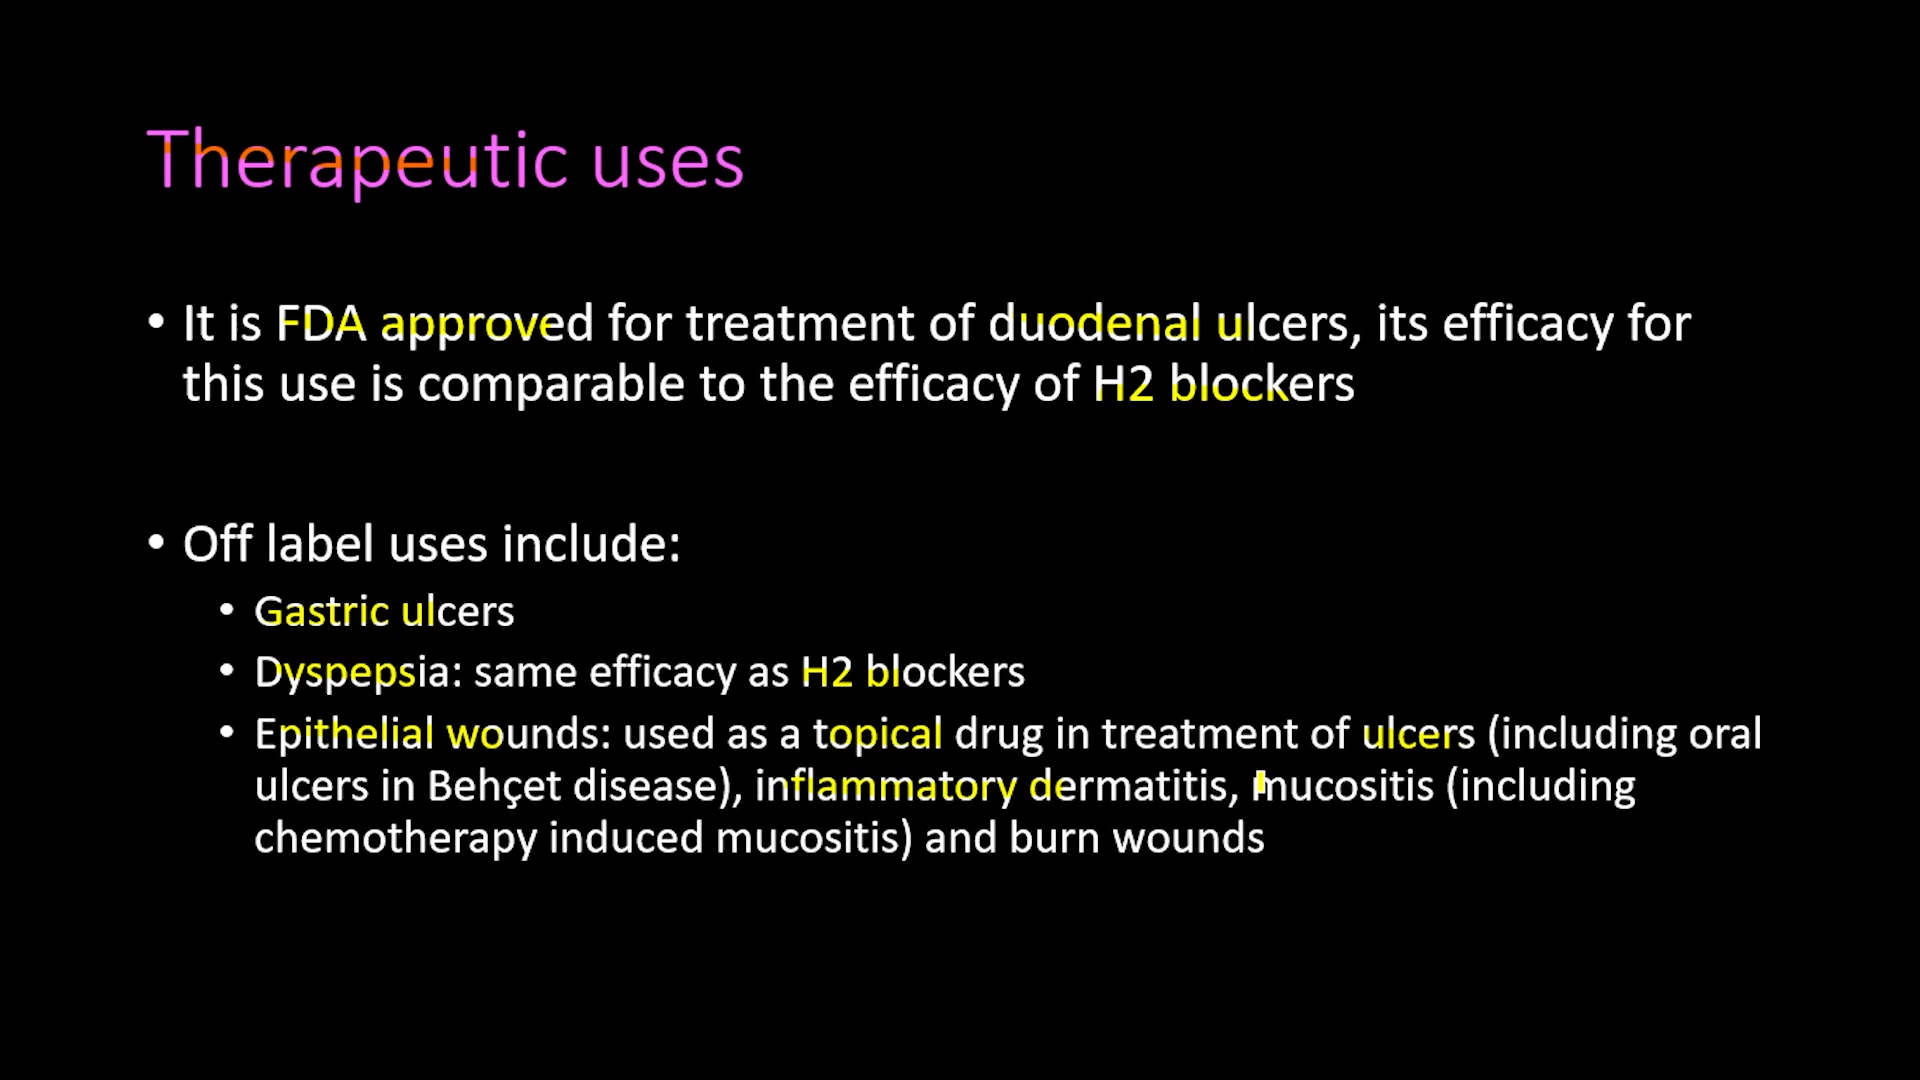 Therapeutic uses
• It is FDA approved for treatment of duodenal ulcers, its efficacy for
this use is comparable to the efficacy of H2 blockers
• Off label uses include:
• Gastric ulcers
• Dyspepsia: same efficacy as H2 blockers
• Epithelial wounds: used as a topical drug in treatment of ulcers (including oral
ulcers in Behçet disease), inflammatory dermatitis, mucositis (including
chemotherapy induced mucositis) and burn wounds